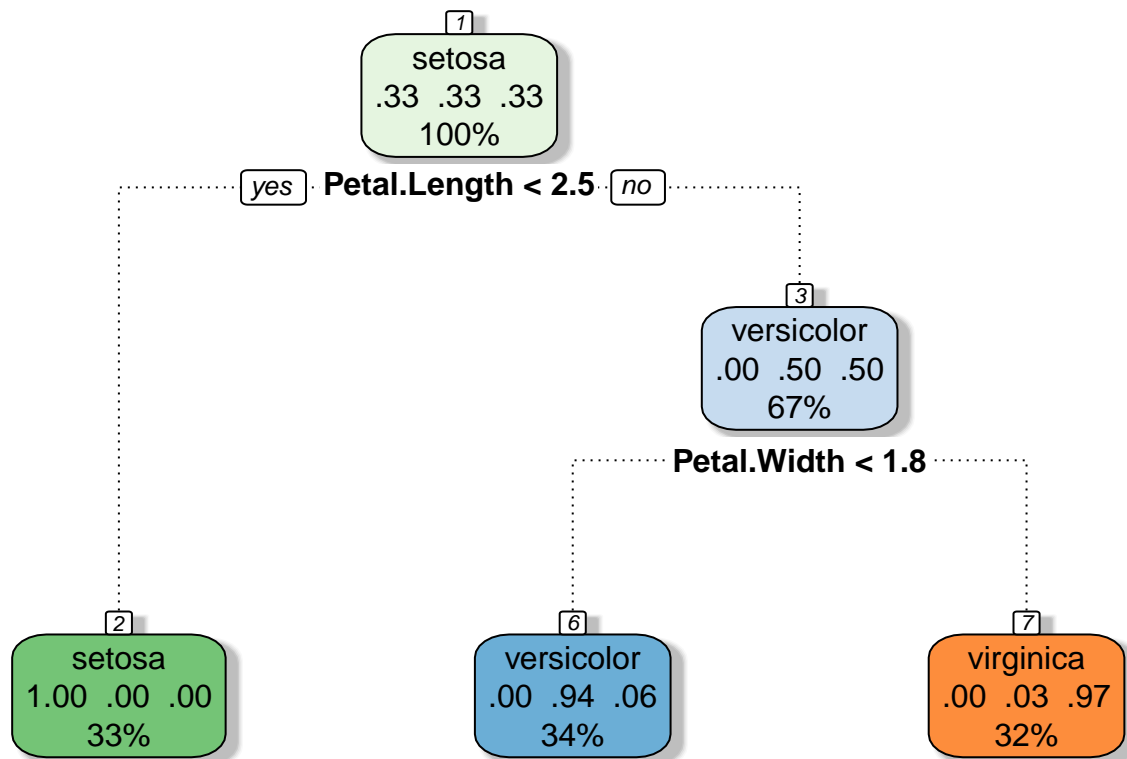 1
setosa
.33 .33 .33
100%
yes Petal.Length < 2.5 no
3
versicolor
.00 .50 .50
67%
Petal.Width < 1.8
2
setosa
1.00 .00 .00
33%
6
versicolor
.00 .94 .06
34%
7
virginica
.00 .03 .97
32%